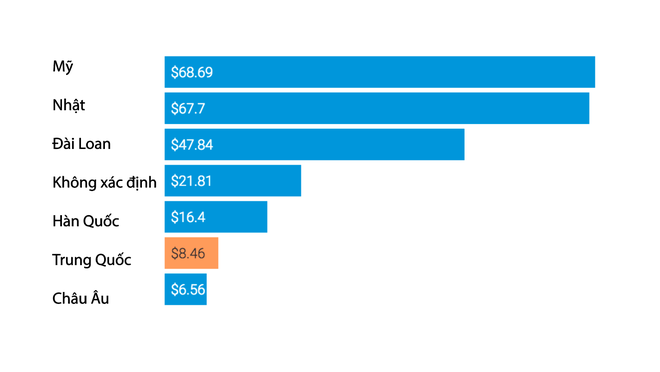 Mỹ $68.69
Nhật $67.7
Đài Loan $47.84
Không xác định $21.81
Hàn Quốc $16.4
Trung Quốc $8.46
Châu Âu $6.56